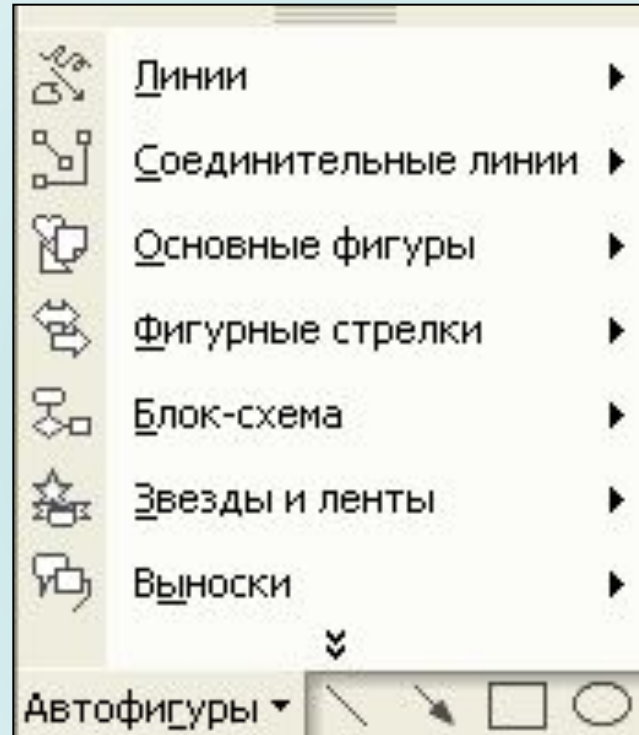 Линии
Соединительные линии
Основные фигуры
Фигурные стрелки
Блок-схема
Звезды и ленты
Выноски
Автофигуры